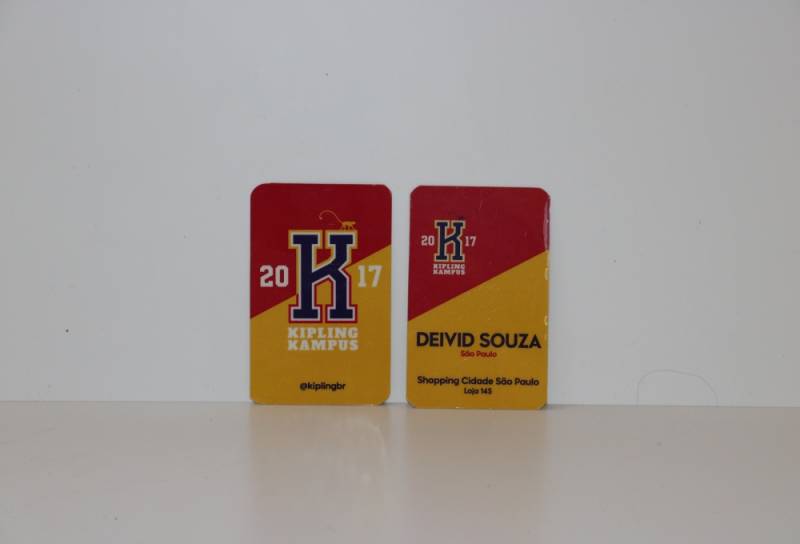 20 K 17
KIPLING
KAMPUS
@kiplingbr
20 K 17
KIPLING
KAMPUS
DEIVID SOUZA
São Paulo
Shopping Cidade São Paulo
Loja 145